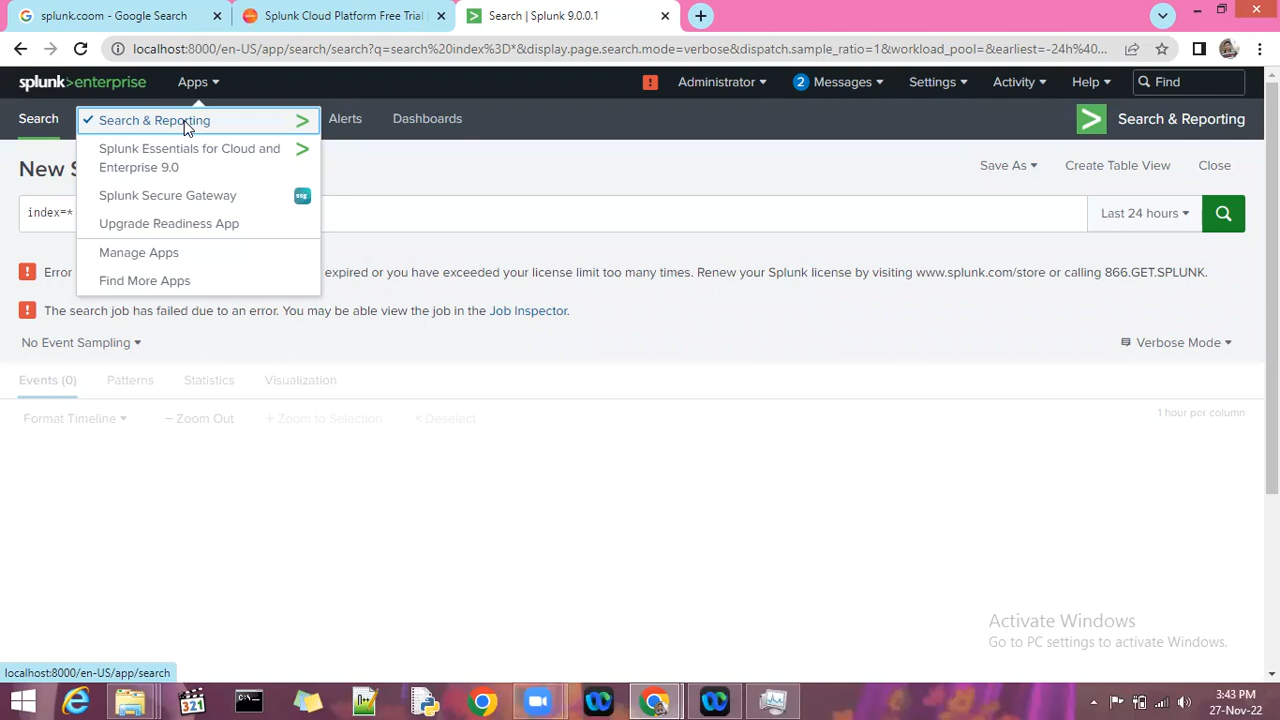 splunk.coom - Google Search
Splunk Cloud Platform Free Trial
Search | Splunk 9.0.0.1
localhost:8000/en-US/app/search/search?q=search%20index%3D*&display.page.search.mode=verbose&dispatch.sample_ratio=1&workload_pool=&earliest=-24h%40...
splunk>enterprise Apps
Administrator 2 Messages Settings Activity Help Find
Search Alerts Dashboards Search & Reporting
Search & Reporting
Splunk Essentials for Cloud and
Enterprise 9.0
Splunk Secure Gateway ssg
Upgrade Readiness App
Manage Apps
Find More Apps
New S
Save As Create Table View Close
index=* Last 24 hours
Error expired or you have exceeded your license limit too many times. Renew your Splunk license by visiting www.splunk.com/store or calling 866.GET.SPLUNK.
The search job has failed due to an error. You may be able view the job in the Job Inspector.
No Event Sampling Verbose Mode
Events (0) Patterns Statistics Visualization
Format Timeline – Zoom Out + Zoom to Selection × Deselect 1 hour per column
Activate Windows
Go to PC settings to activate Windows.
localhost:8000/en-US/app/search
321
3:43 PM
27-Nov-22